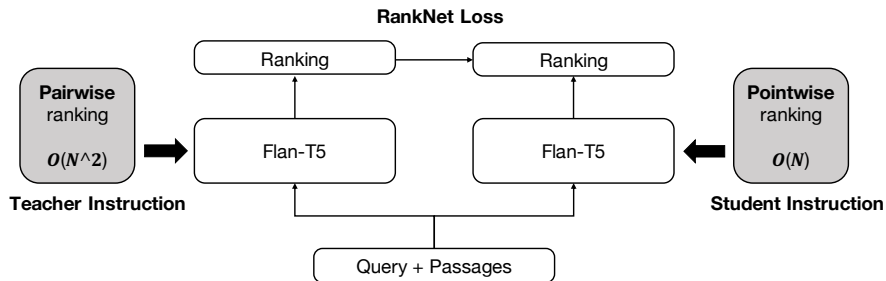 RankNet Loss
Ranking
Ranking
Pairwise
ranking
O(N^2)
Teacher Instruction
Flan-T5
Flan-T5
Pointwise
ranking
O(N)
Student Instruction
Query + Passages